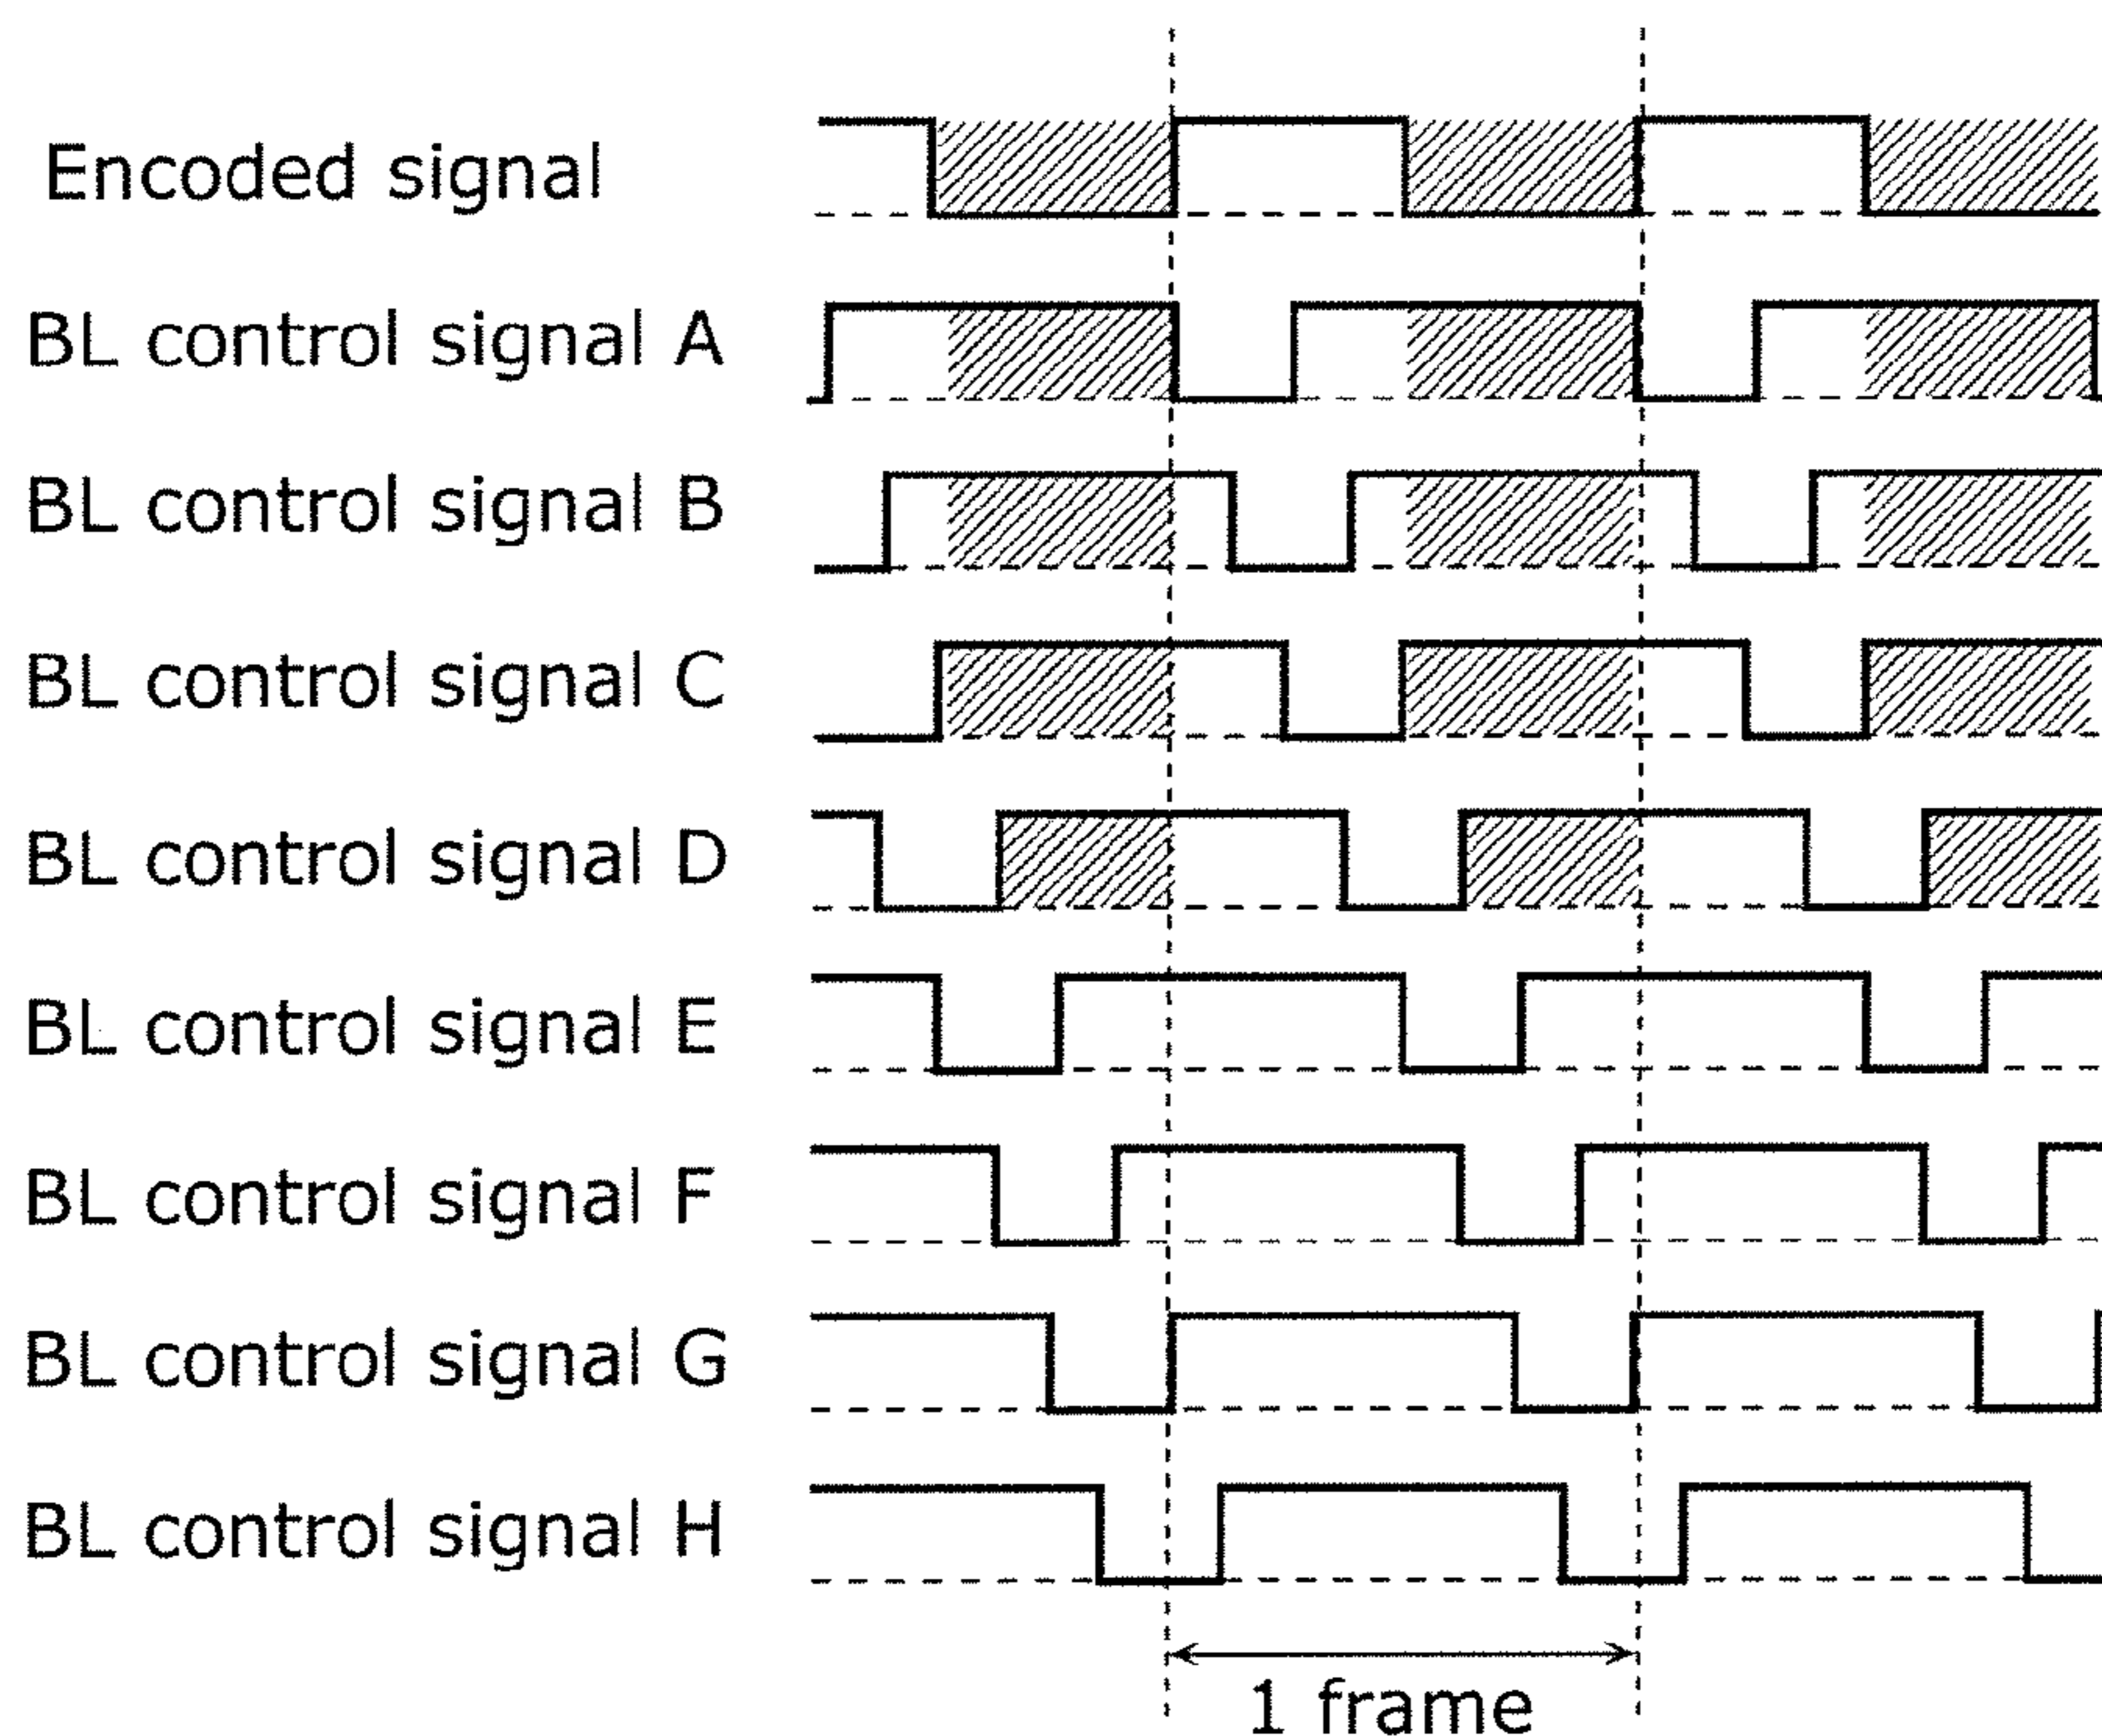 Encoded signal
BL control signal A
BL control signal B
BL control signal C
BL control signal D
BL control signal E
BL control signal F
BL control signal G
BL control signal H
1 frame